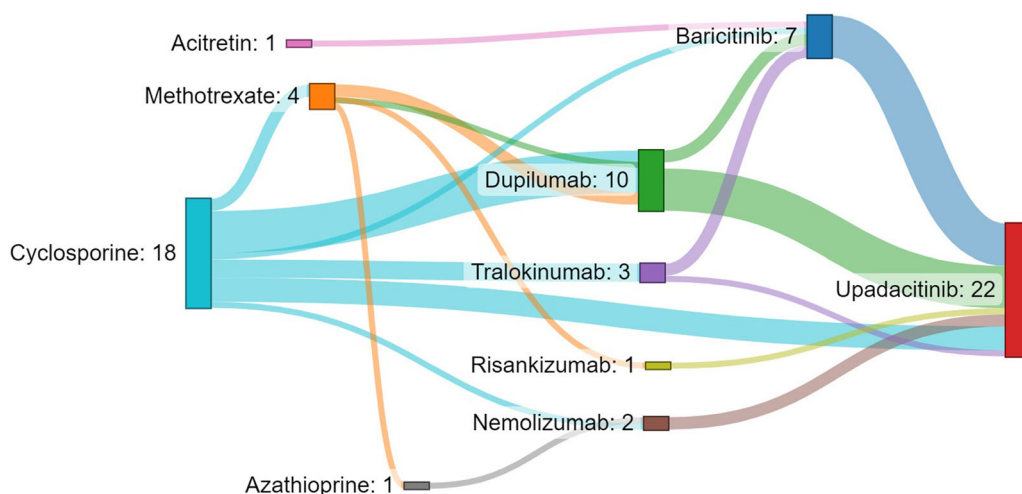 Acitretin: 1
Baricitinib: 7
Methotrexate: 4
Dupilumab: 10
Cyclosporine: 18
Tralokinumab: 3
Upadacitinib: 22
Risankizumab: 1
Nemolizumab: 2
Azathioprine: 1